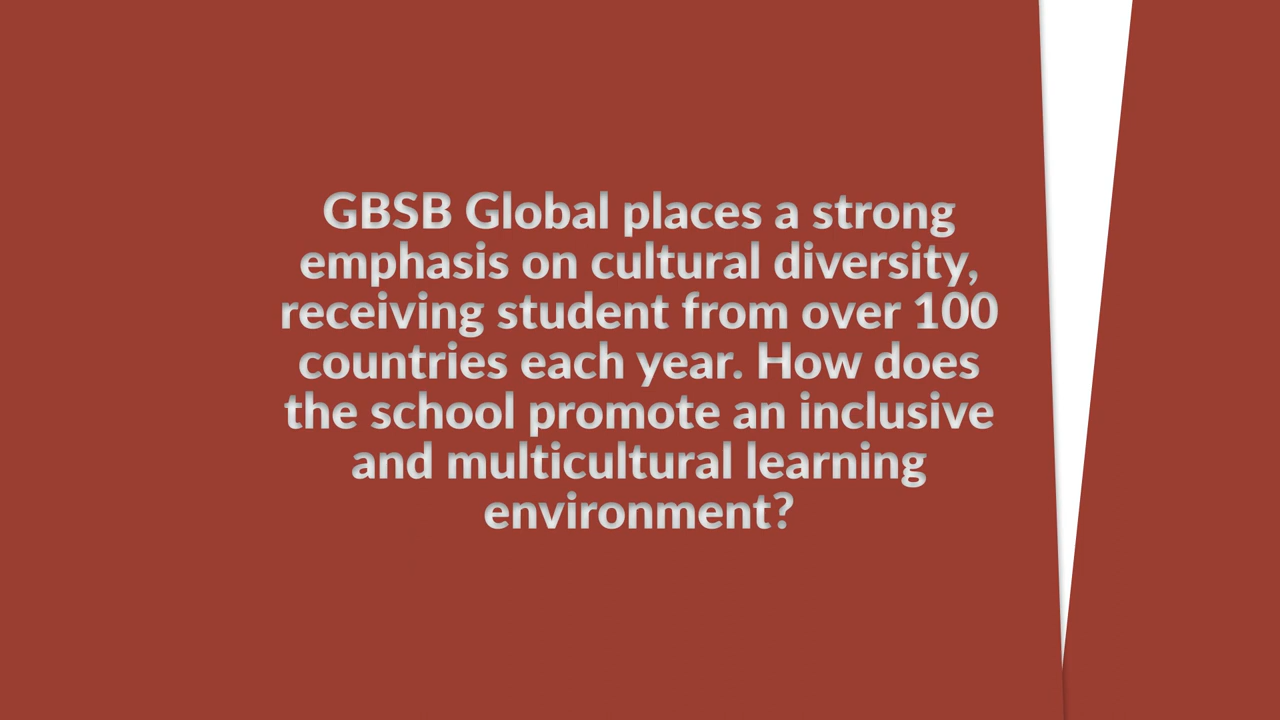 GBSB Global places a strong
emphasis on cultural diversity,
receiving student from over 100
countries each year. How does
the school promote an inclusive
and multicultural learning
environment?